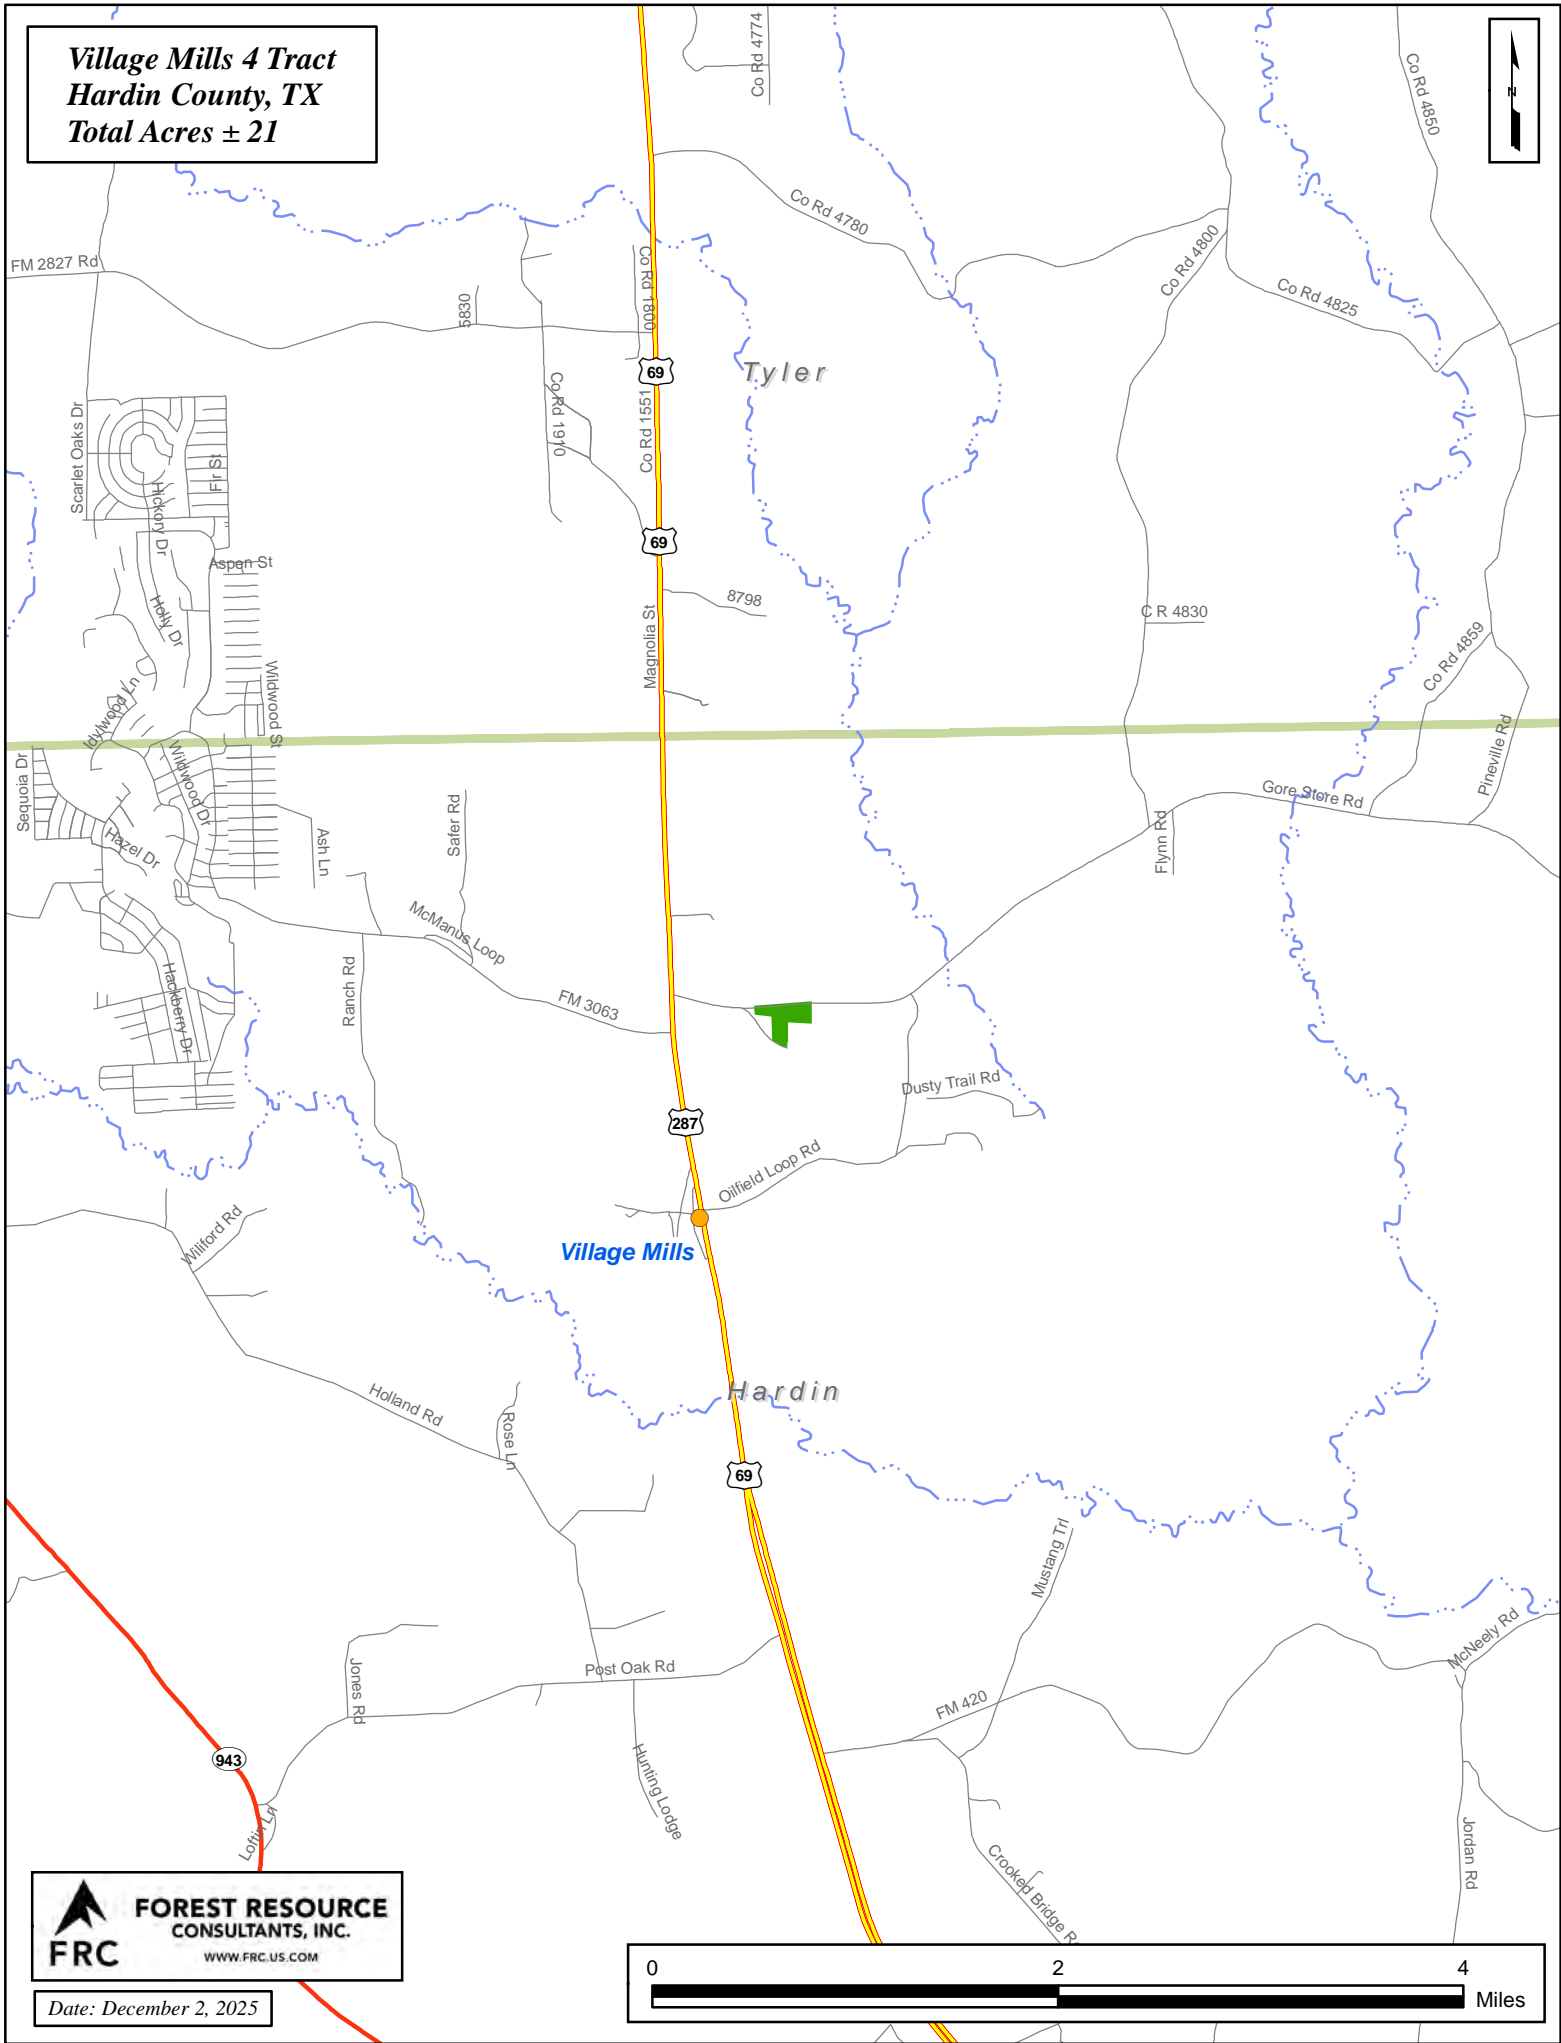 Village Mills 4 Tract
Hardin County, TX
Total Acres ± 21
N
Co Rd 4774
Co Rd 4850
Co Rd 4780
Co Rd 4800
Co Rd 4825
FM 2827 Rd
5830
Co Rd 1800
69
Tyler
Co Rd 1910
Co Rd 1551
Scarlet Oaks Dr
Fir St
Hickory Dr
69
Aspen St
Holly Dr
8798
Magnolia St
C R 4830
Co Rd 4859
Idylwood Ln
Wildwood St
Sequoia Dr
Wildwood Dr
Pineville Rd
Gore Store Rd
Hazel Dr
Ash Ln
Safer Rd
Flynn Rd
McManus Loop
Hackberry Dr
Ranch Rd
FM 3063
Dusty Trail Rd
287
Oilfield Loop Rd
Wiliford Rd
Village Mills
Hardin
Holland Rd
Rose Ln
69
Mustang Trl
McNeely Rd
Jones Rd
Post Oak Rd
FM 420
943
Hunting Lodge
Loftin Ln
Crooked Bridge R
Jordan Rd
FRC
FOREST RESOURCE
CONSULTANTS, INC.
WWW.FRC.US.COM
Date: December 2, 2025
0 2 4
Miles